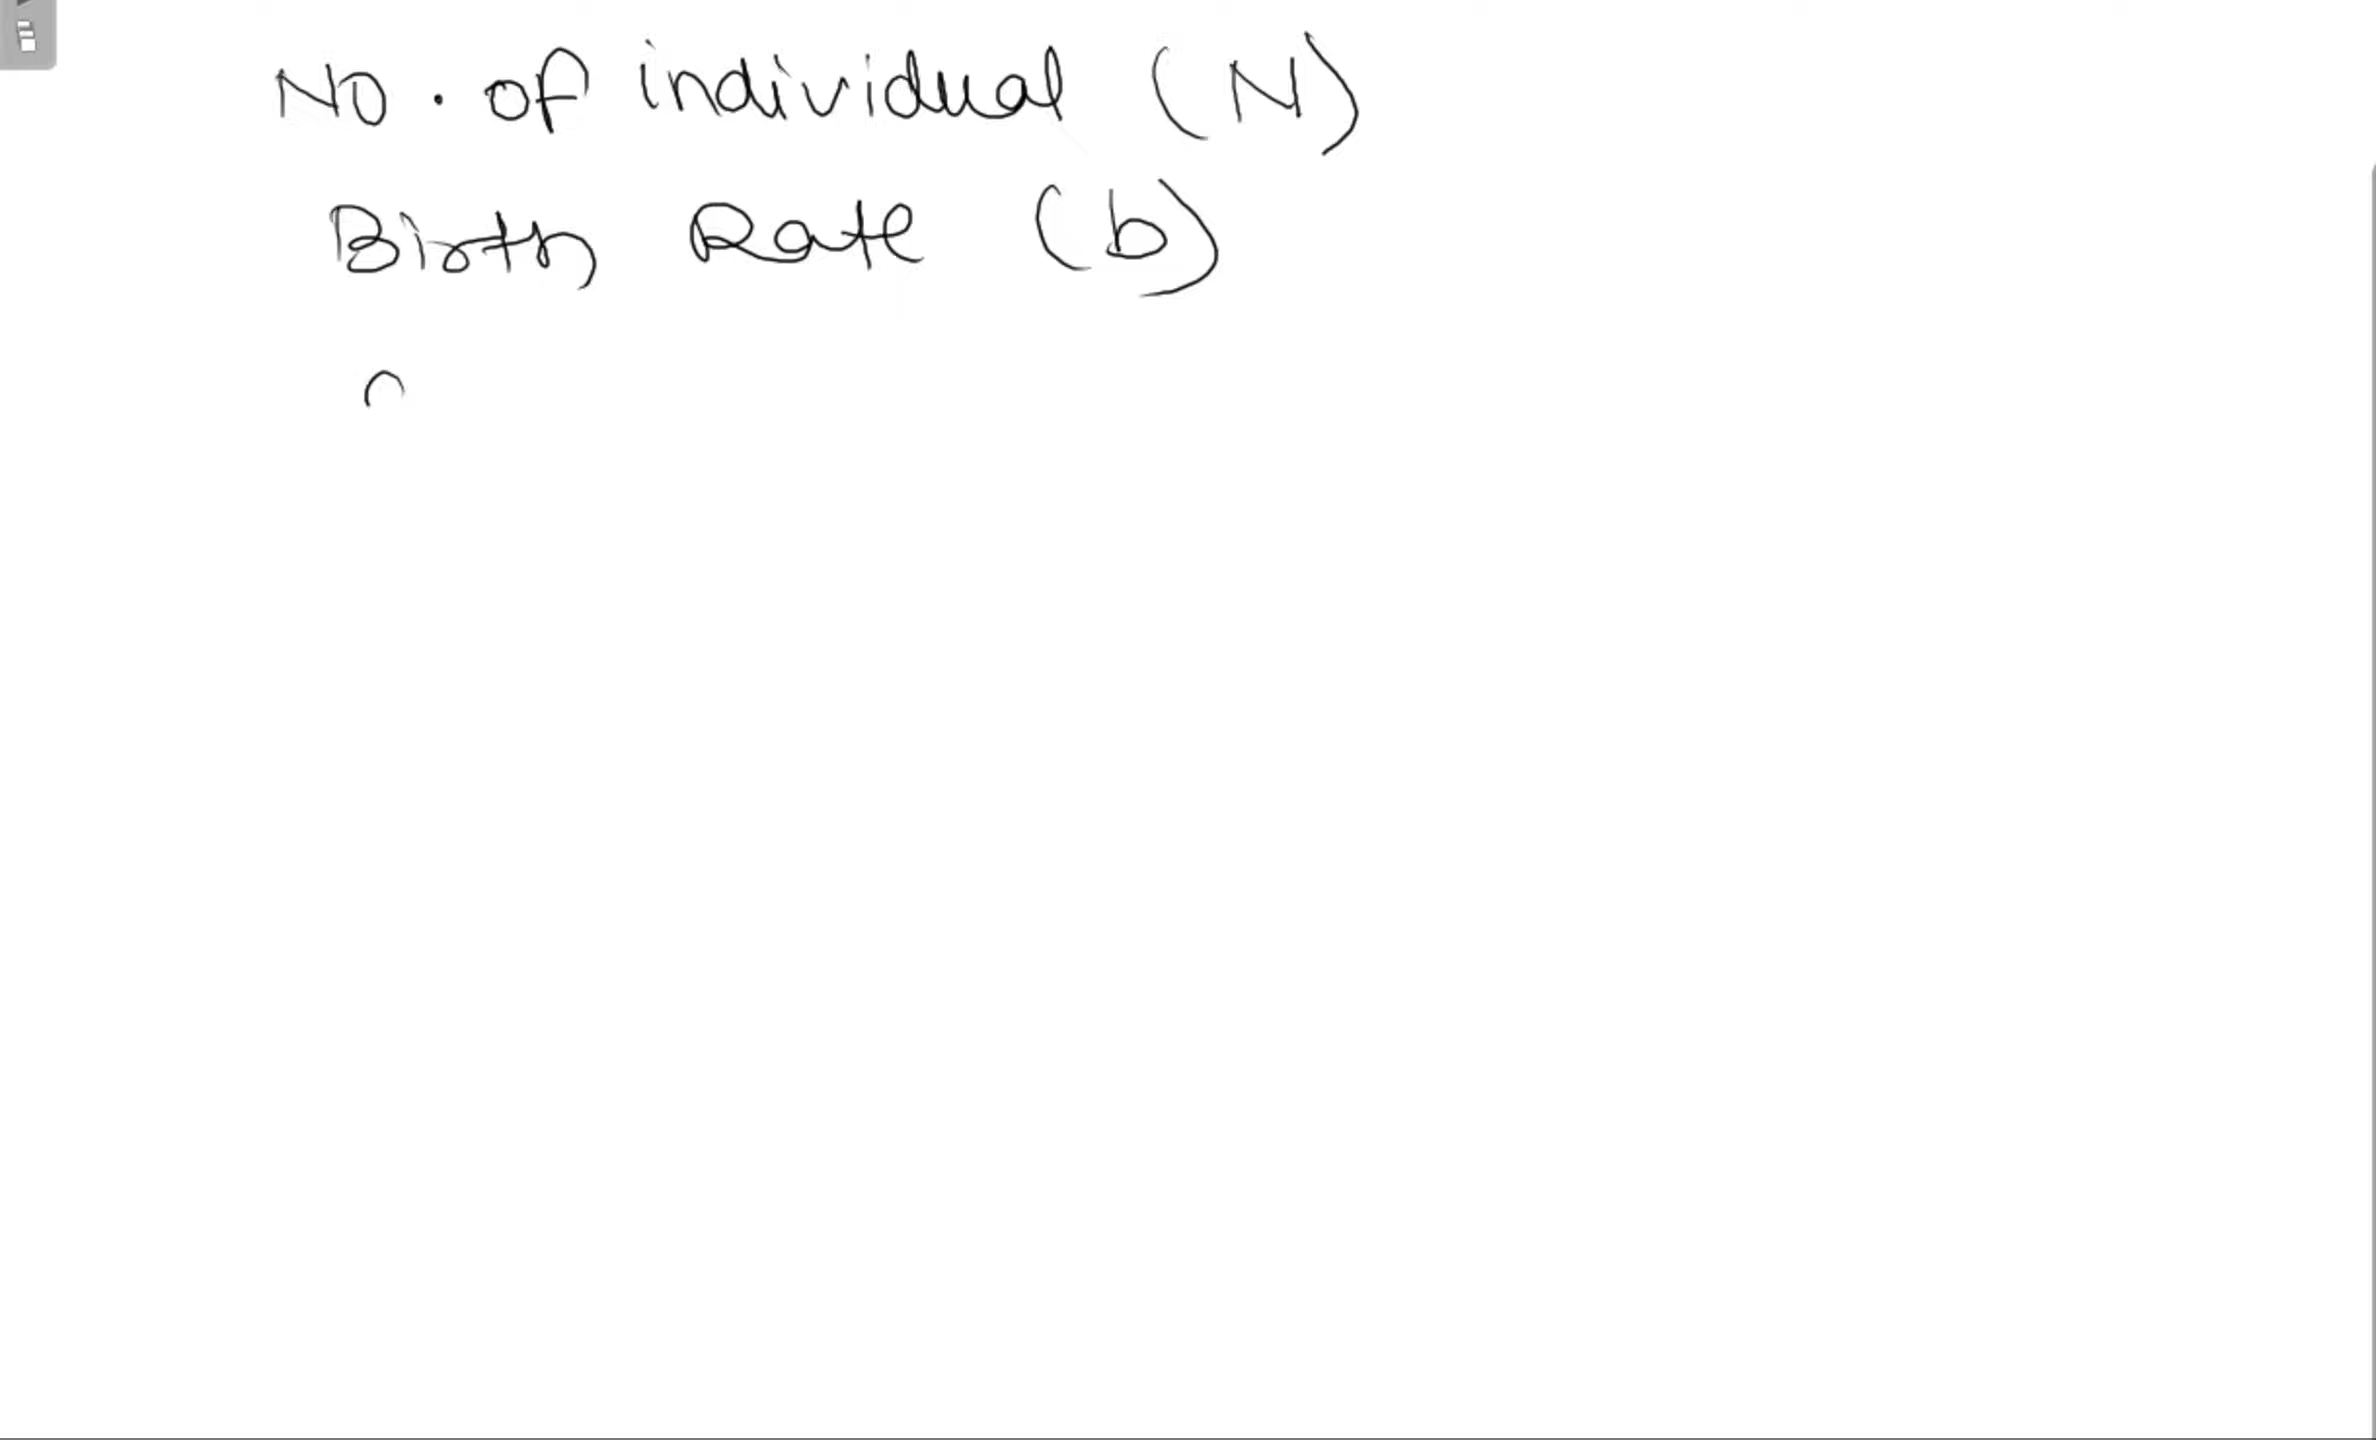 No. of individual (N)
Birth Rate (b)